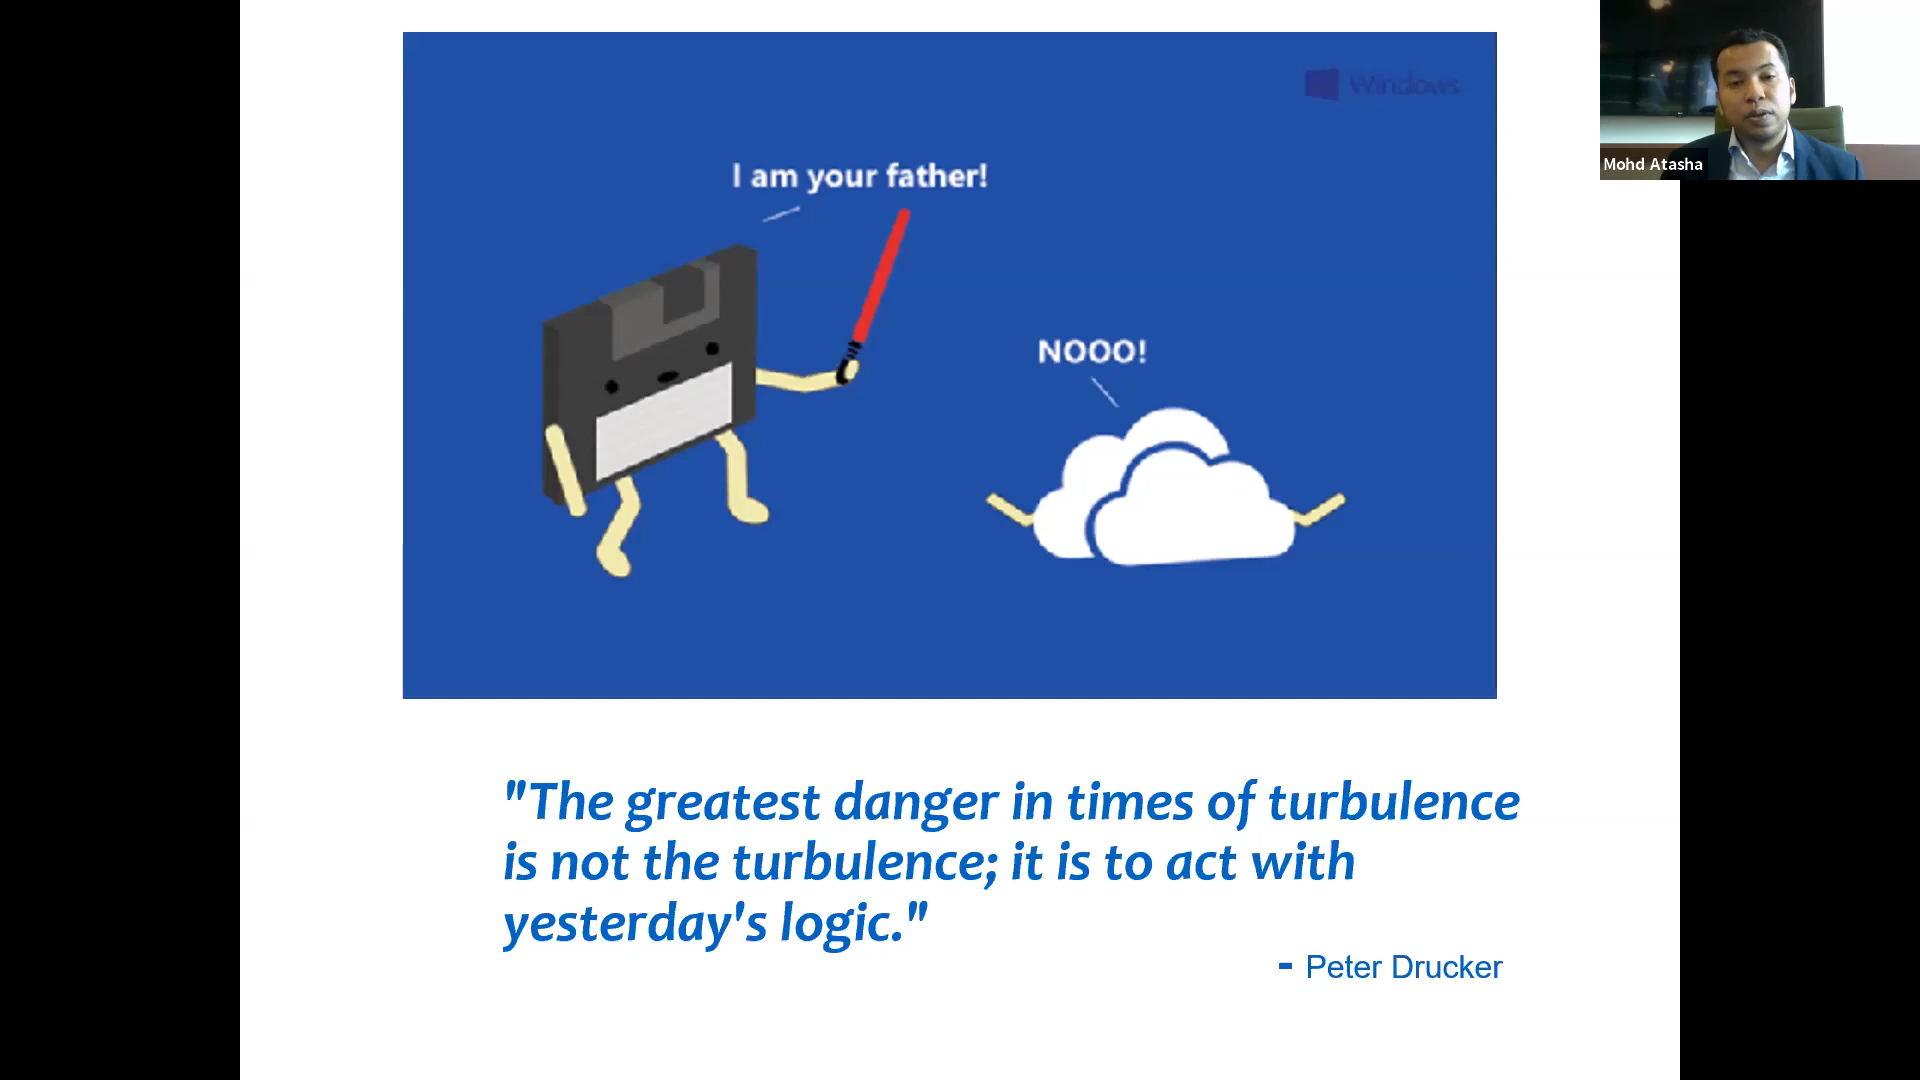 Windows
I am your father!
NOOO!
Mohd Atasha
"The greatest danger in times of turbulence
is not the turbulence; it is to act with
yesterday's logic."
- Peter Drucker